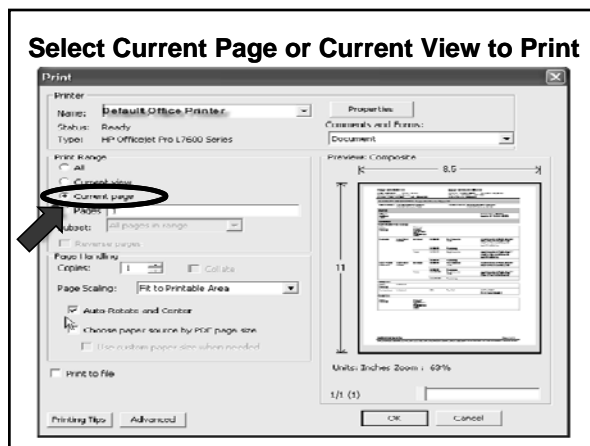 Select Current Page or Current View to Print
Print
Printer
Name: Default Office Printer
Properties
Status: Ready
Comments and Forms:
Type: HP Officejet Pro L7600 Series
Document
Print Range
Preview: Composite
All
8.5
Current view
Current page
Pages 1
Subset: All pages in range
Reverse pages
Page Handling
Copies: 1 Collate
11
Page Scaling: Fit to Printable Area
Auto-Rotate and Center
Choose paper source by PDF page size
Use custom paper size when needed
Print to file
Units: Inches Zoom : 69%
1/1 (1)
Printing Tips Advanced
OK Cancel